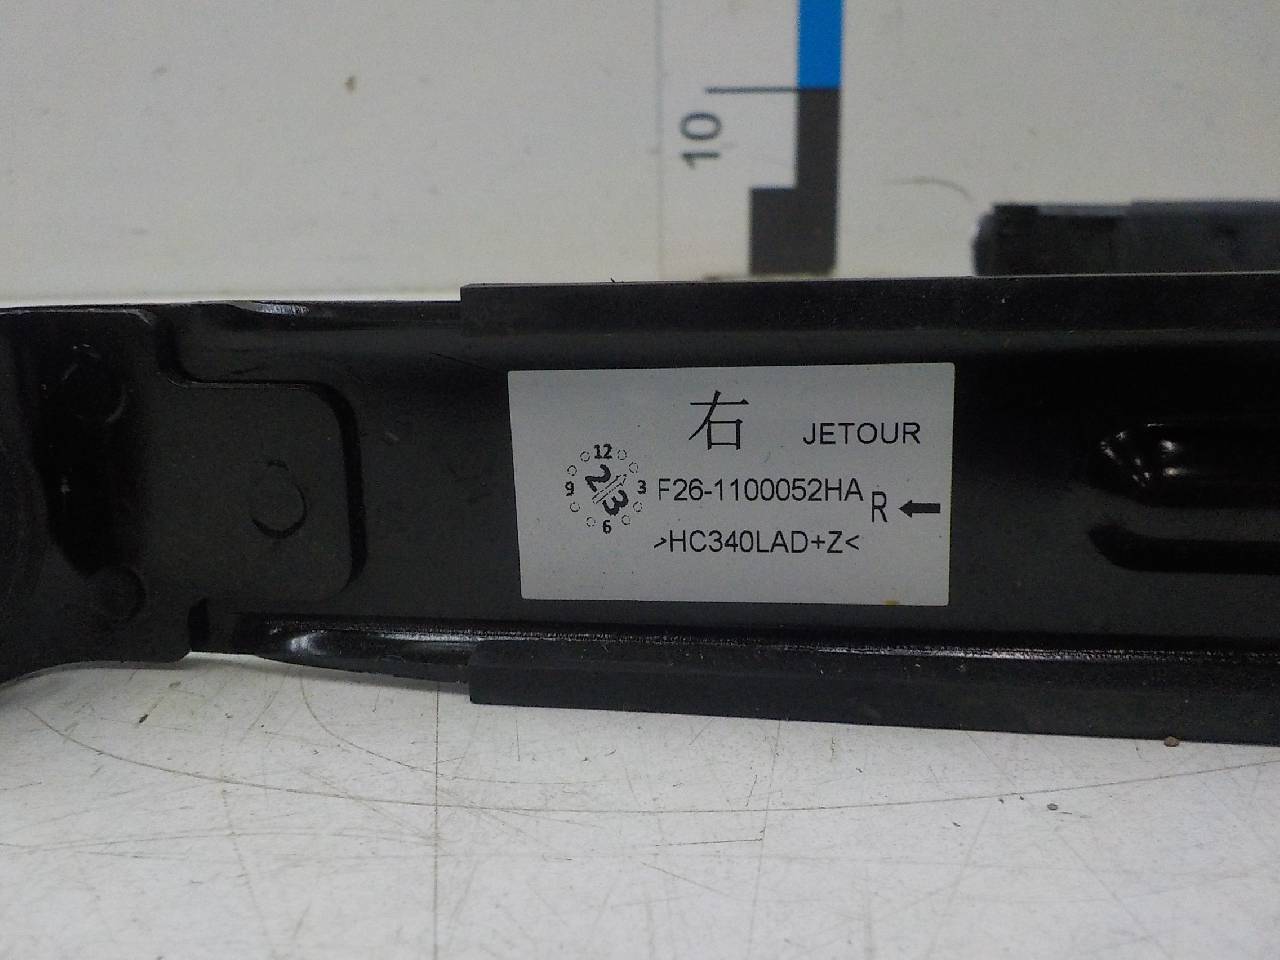 10
右 JETOUR
12
9 23 3
6
F26-1100052HA
R ←
>HC340LAD+Z<